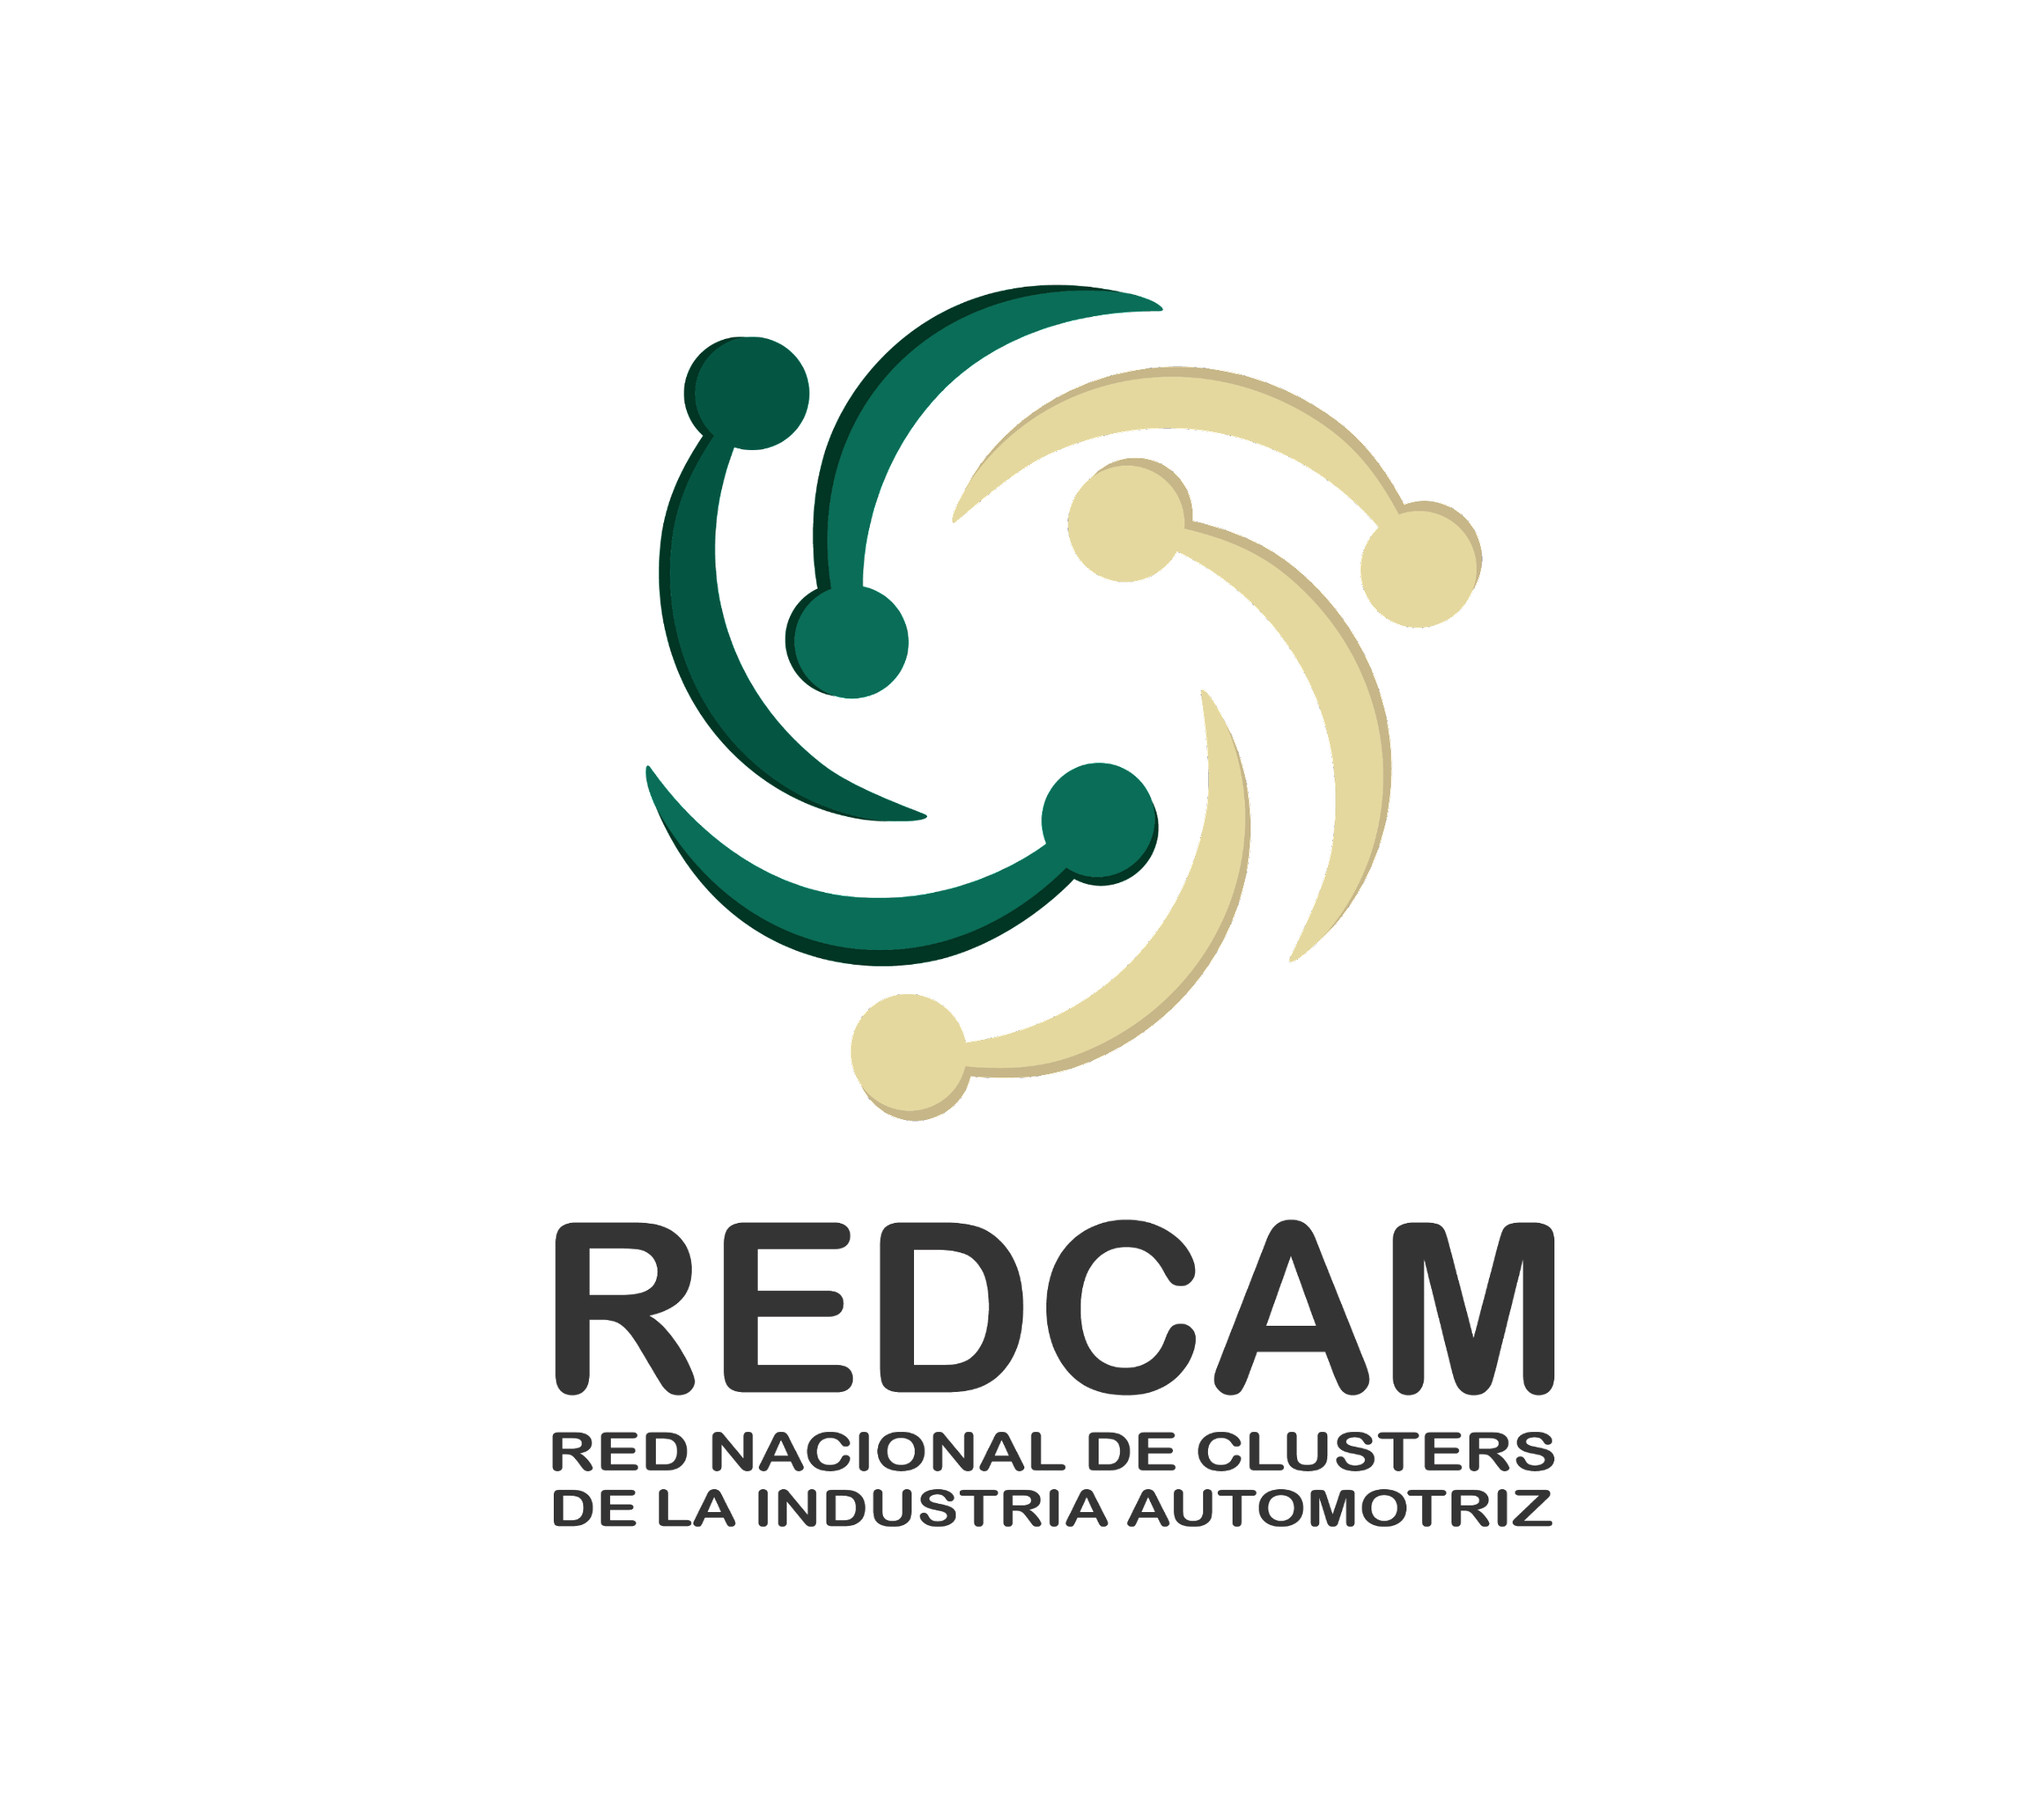 REDCAM
RED NACIONAL DE CLUSTERS
DE LA INDUSTRIA AUTOMOTRIZ